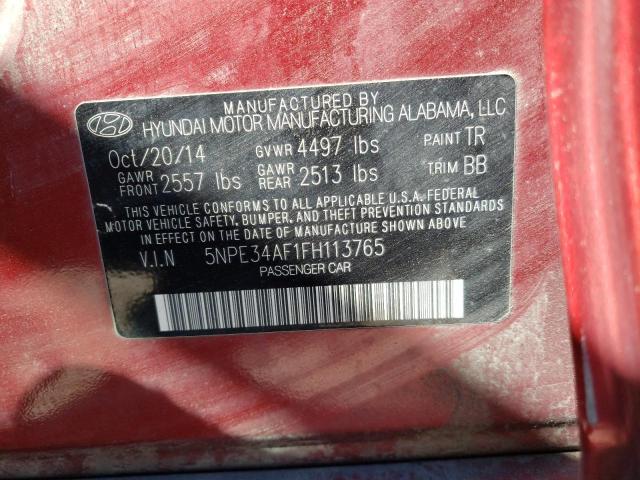 MANUFACTURED BY
HYUNDAI MOTOR MANUFACTURING ALABAMA, LLC.
Oct/20/14 GVWR 4497 lbs PAINT TR
GAWR FRONT 2557 lbs GAWR REAR 2513 lbs TRIM BB
THIS VEHICLE CONFORMS TO ALL APPLICABLE U.S.A. FEDERAL
MOTOR VEHICLE SAFETY, BUMPER, AND THEFT PREVENTION STANDARDS
IN EFFECT ON THE DATE OF MANUFACTURE SHOWN ABOVE.
V.I.N 5NPE34AF1FH113765
PASSENGER CAR